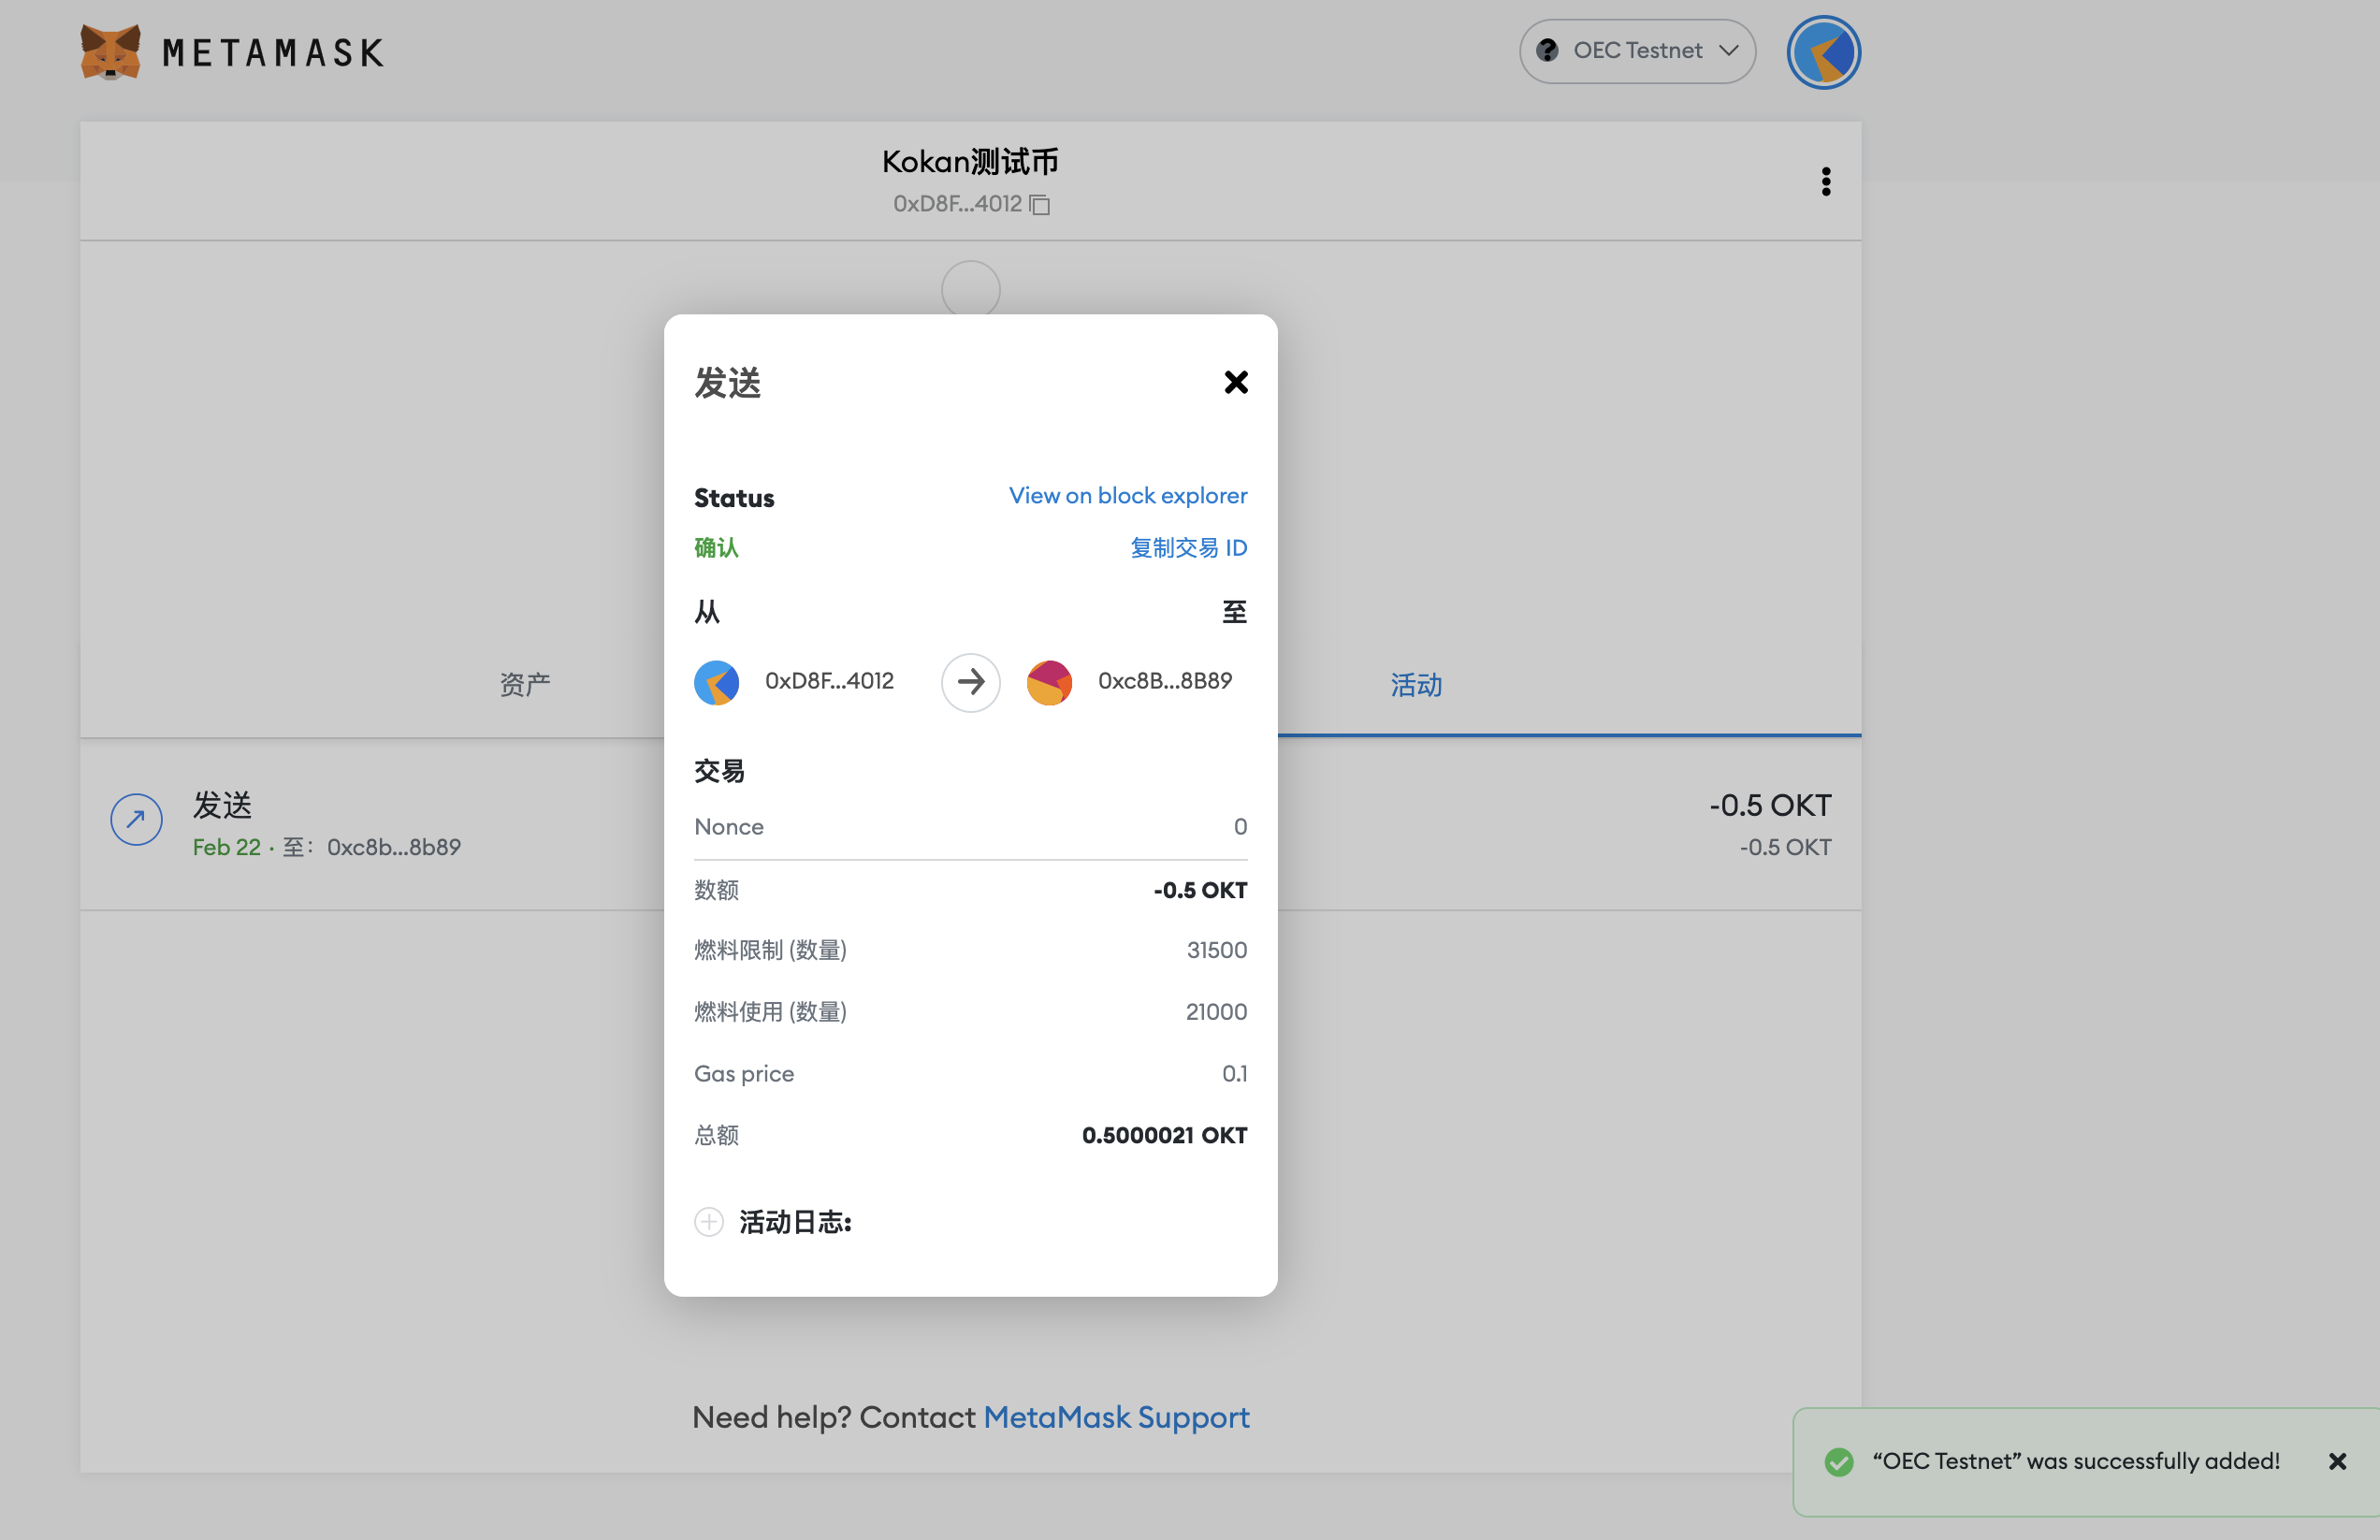 METAMASK
OEC Testnet
Kokan测试币
0xD8F...4012
发送
Status
View on block explorer
确认
复制交易 ID
从
至
0xD8F...4012
0xc8B...8B89
资产
活动
交易
Nonce
0
数额
-0.5 OKT
燃料限制 (数量)
31500
燃料使用 (数量)
21000
Gas price
0.1
总额
0.5000021 OKT
活动日志:
发送
Feb 22 · 至: 0xc8b...8b89
-0.5 OKT
-0.5 OKT
Need help? Contact MetaMask Support
“OEC Testnet” was successfully added!